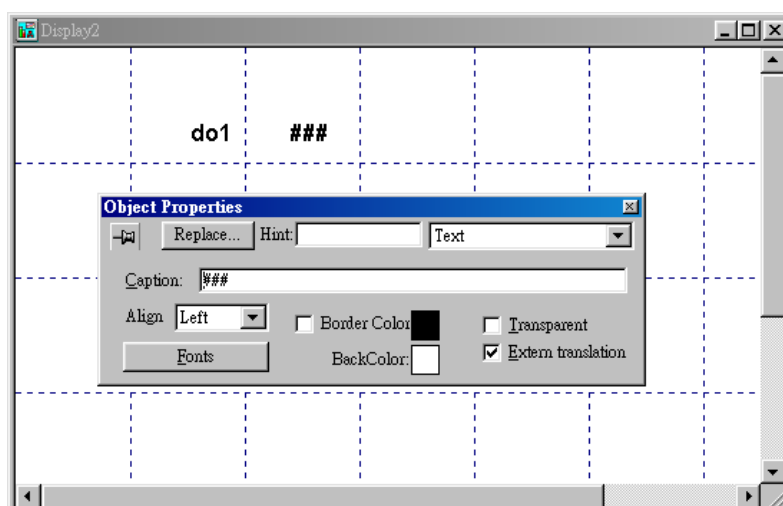 Display2
do1 ###
Object Properties
Replace... Hint: Text
Caption: ###
Align Left Border Color Transparent
Fonts BackColor: Extern translation